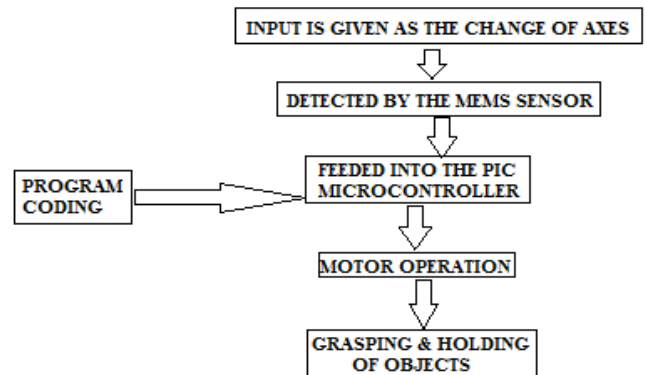 INPUT IS GIVEN AS THE CHANGE OF AXES
DETECTED BY THE MEMS SENSOR
FEEDED INTO THE PIC
MICROCONTROLLER
PROGRAM
CODING
MOTOR OPERATION
GRASPING & HOLDING
OF OBJECTS